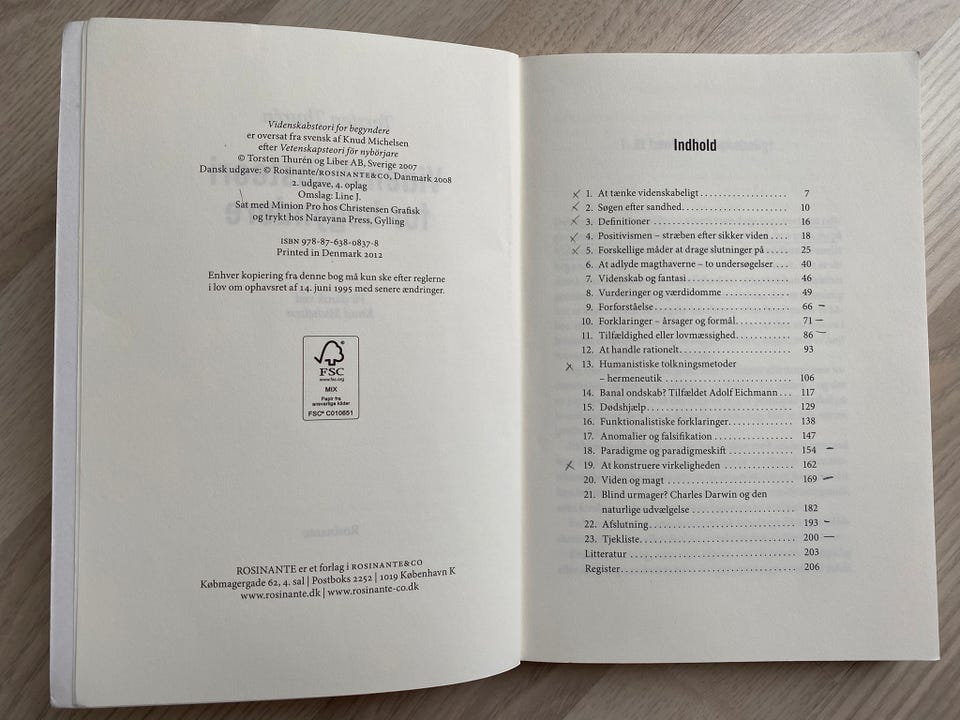 Videnskabsteori for begyndere
er oversat fra svensk af Knud Michelsen
efter Vetenskapsteori för nybörjare
© Torsten Thurén og Liber AB, Sverige 2007
Dansk udgave: © Rosinante/ROSINANTE&CO, Danmark 2008
2. udgave, 4. oplag
Omslag: Line J.
Sat med Minion Pro hos Christensen Grafisk
og trykt hos Narayana Press, Gylling
ISBN 978-87-638-0837-8
Printed in Denmark 2012
Enhver kopiering fra denne bog må kun ske efter reglerne
i lov om ophavsret af 14. juni 1995 med senere ændringer.
FSC
www.fsc.org
MIX
Papir fra
ansvarlige kilder
FSC® C010651
ROSINANTE er et forlag i ROSINANTE&CO
Købmagergade 62, 4. sal | Postboks 2252 | 1019 København K
www.rosinante.dk | www.rosinante-co.dk
Indhold
1. At tænke videnskabeligt . . . . . . . . . . . . . . . . . . 7
2. Søgen efter sandhed. . . . . . . . . . . . . . . . . . . . . 10
3. Definitioner . . . . . . . . . . . . . . . . . . . . . . . . . . . 16
4. Positivismen – stræben efter sikker viden . . . . 18
5. Forskellige måder at drage slutninger på . . . . . 25
6. At adlyde magthaverne – to undersøgelser . . . 40
7. Videnskab og fantasi . . . . . . . . . . . . . . . . . . . . 46
8. Vurderinger og værdidomme . . . . . . . . . . . . . 49
9. Forforståelse. . . . . . . . . . . . . . . . . . . . . . . . . . . 66
10. Forklaringer – årsager og formål. . . . . . . . . . . 71
11. Tilfældighed eller lovmæssighed. . . . . . . . . . . 86
12. At handle rationelt. . . . . . . . . . . . . . . . . . . . . . 93
13. Humanistiske tolkningsmetoder
– hermeneutik . . . . . . . . . . . . . . . . . . . . . . . . . 106
14. Banal ondskab? Tilfældet Adolf Eichmann . . . 117
15. Dødshjælp. . . . . . . . . . . . . . . . . . . . . . . . . . . . 129
16. Funktionalistiske forklaringer. . . . . . . . . . . . . 138
17. Anomalier og falsifikation . . . . . . . . . . . . . . . 147
18. Paradigme og paradigmeskift . . . . . . . . . . . . . 154
19. At konstruere virkeligheden . . . . . . . . . . . . . . 162
20. Viden og magt. . . . . . . . . . . . . . . . . . . . . . . . . 169
21. Blind urmager? Charles Darwin og den
naturlige udvælgelse . . . . . . . . . . . . . . . . . . . . 182
22. Afslutning. . . . . . . . . . . . . . . . . . . . . . . . . . . . 193
23. Tjekliste. . . . . . . . . . . . . . . . . . . . . . . . . . . . . . 200
Litteratur . . . . . . . . . . . . . . . . . . . . . . . . . . . . . . . . 203
Register. . . . . . . . . . . . . . . . . . . . . . . . . . . . . . . . . . 206